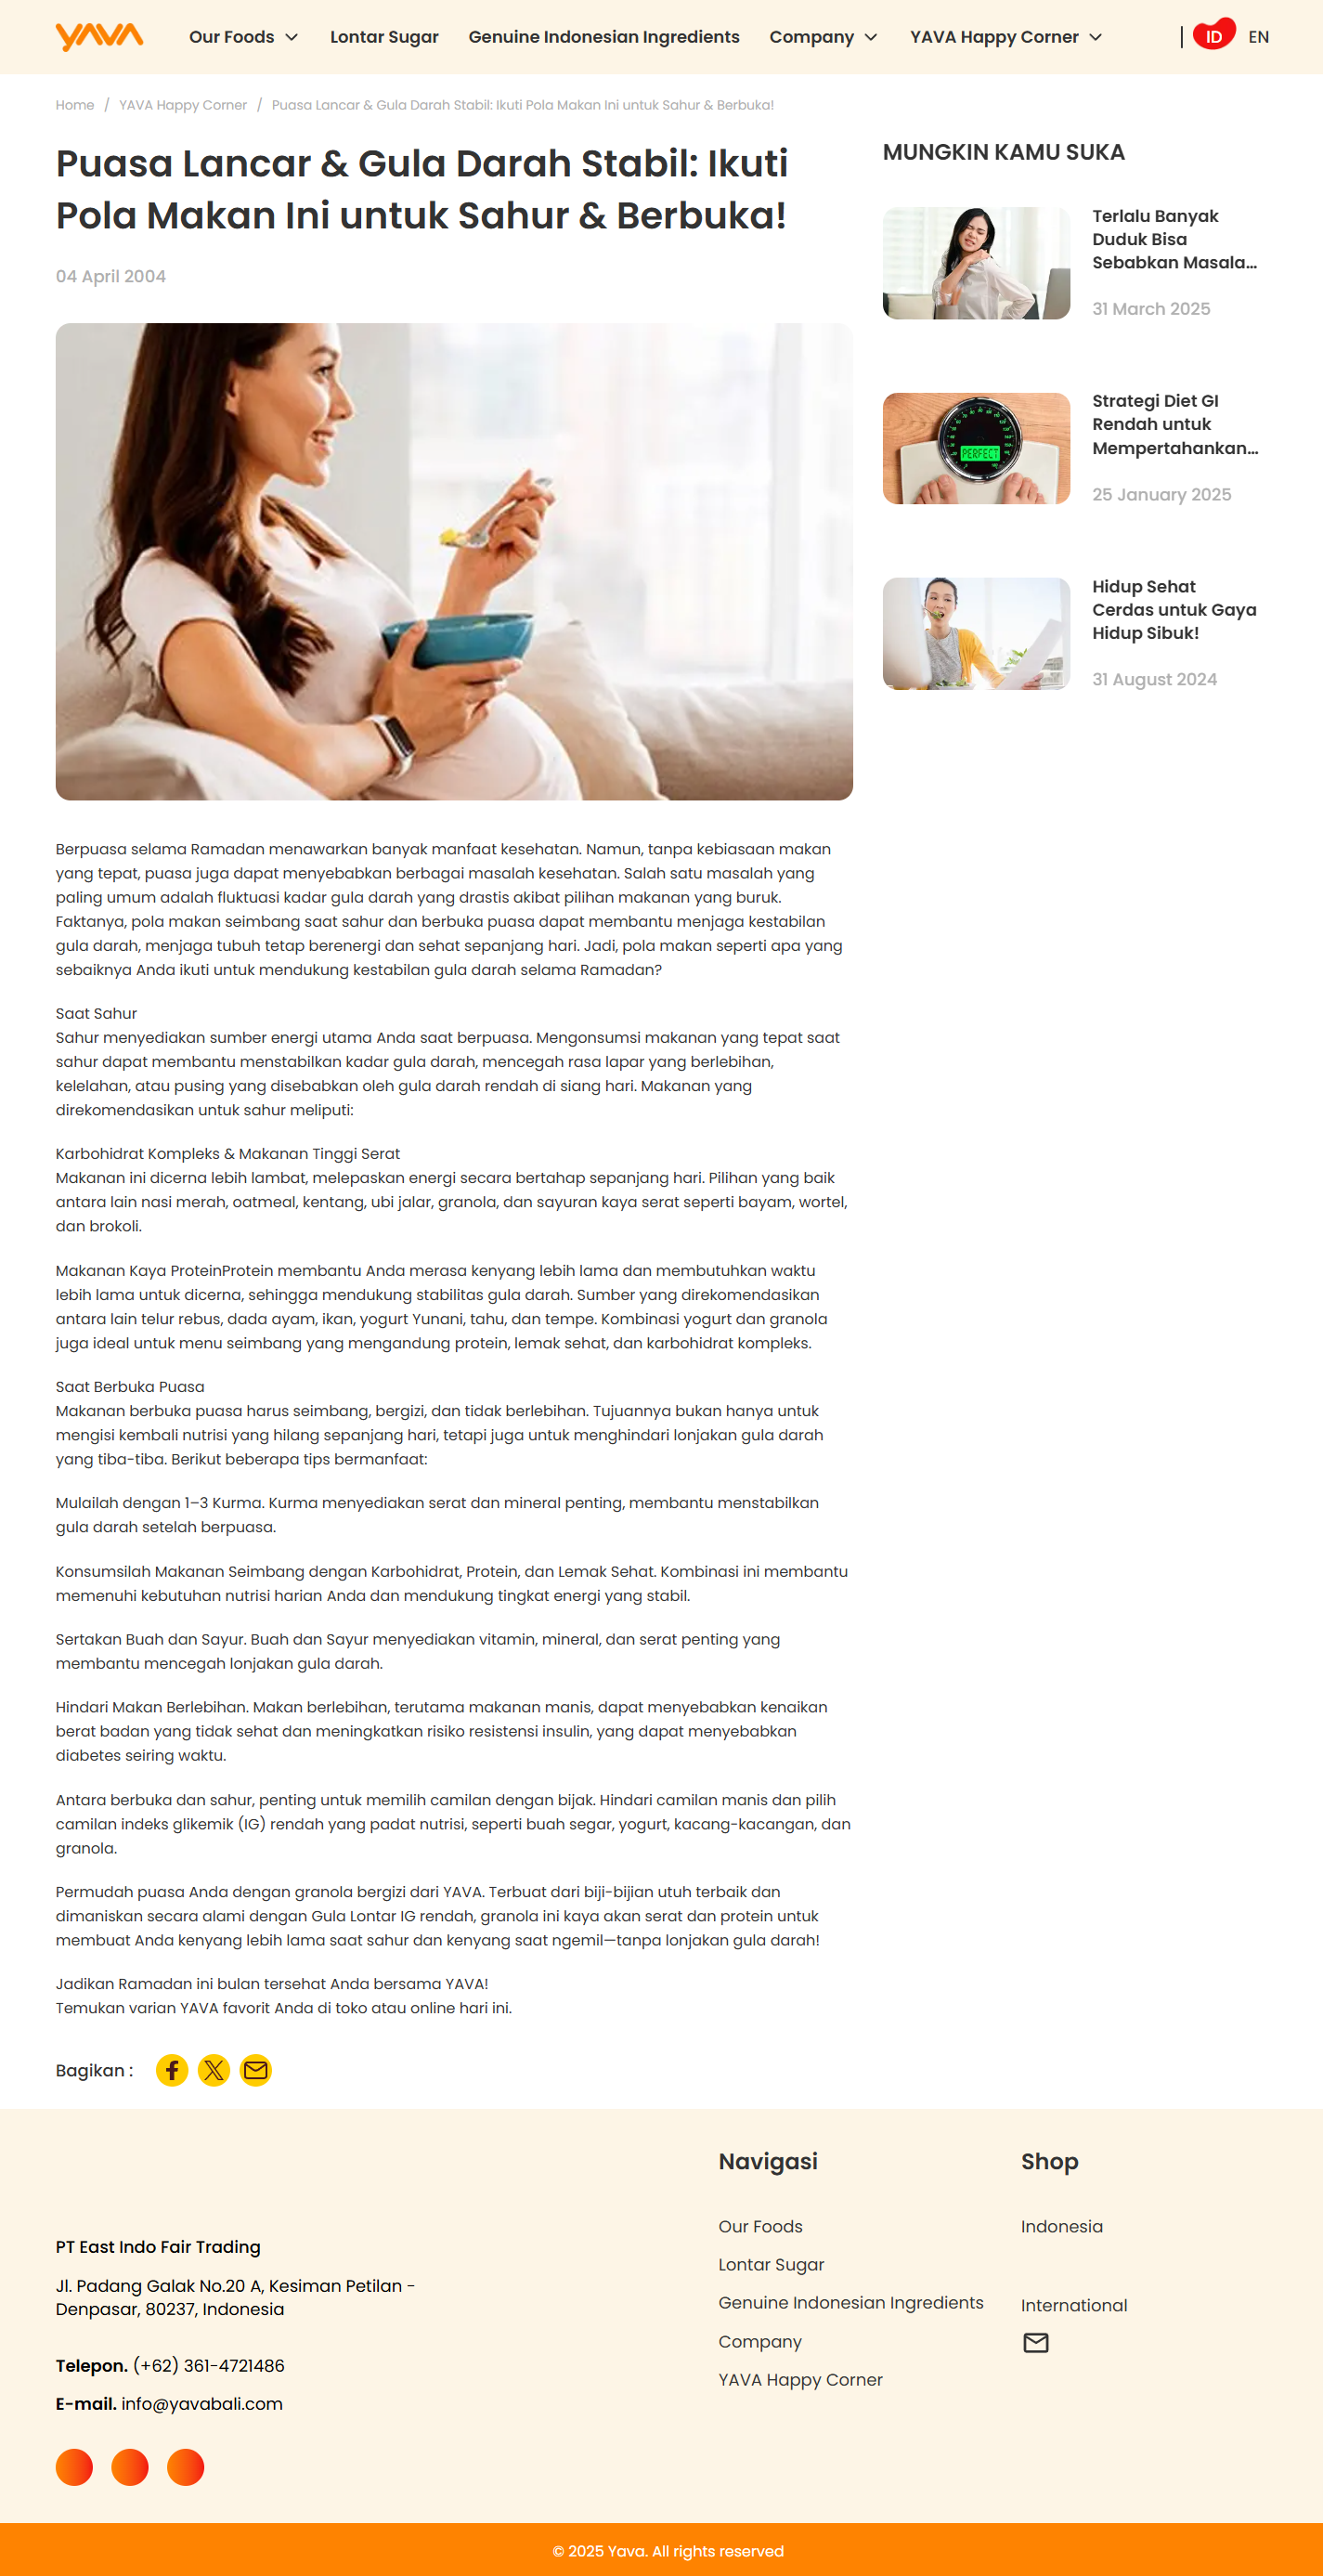 YAVA
Our Foods
Lontar Sugar
Genuine Indonesian Ingredients
Company
YAVA Happy Corner
ID
EN
Home / YAVA Happy Corner / Puasa Lancar & Gula Darah Stabil: Ikuti Pola Makan Ini untuk Sahur & Berbuka!
Puasa Lancar & Gula Darah Stabil: Ikuti
Pola Makan Ini untuk Sahur & Berbuka!
04 April 2004
Berpuasa selama Ramadan menawarkan banyak manfaat kesehatan. Namun, tanpa kebiasaan makan
yang tepat, puasa juga dapat menyebabkan berbagai masalah kesehatan. Salah satu masalah yang
paling umum adalah fluktuasi kadar gula darah yang drastis akibat pilihan makanan yang buruk.
Faktanya, pola makan seimbang saat sahur dan berbuka puasa dapat membantu menjaga kestabilan
gula darah, menjaga tubuh tetap berenergi dan sehat sepanjang hari. Jadi, pola makan seperti apa yang
sebaiknya Anda ikuti untuk mendukung kestabilan gula darah selama Ramadan?
Saat Sahur
Sahur menyediakan sumber energi utama Anda saat berpuasa. Mengonsumsi makanan yang tepat saat
sahur dapat membantu menstabilkan kadar gula darah, mencegah rasa lapar yang berlebihan,
kelelahan, atau pusing yang disebabkan oleh gula darah rendah di siang hari. Makanan yang
direkomendasikan untuk sahur meliputi:
Karbohidrat Kompleks & Makanan Tinggi Serat
Makanan ini dicerna lebih lambat, melepaskan energi secara bertahap sepanjang hari. Pilihan yang baik
antara lain nasi merah, oatmeal, kentang, ubi jalar, granola, dan sayuran kaya serat seperti bayam, wortel,
dan brokoli.
Makanan Kaya ProteinProtein membantu Anda merasa kenyang lebih lama dan membutuhkan waktu
lebih lama untuk dicerna, sehingga mendukung stabilitas gula darah. Sumber yang direkomendasikan
antara lain telur rebus, dada ayam, ikan, yogurt Yunani, tahu, dan tempe. Kombinasi yogurt dan granola
juga ideal untuk menu seimbang yang mengandung protein, lemak sehat, dan karbohidrat kompleks.
Saat Berbuka Puasa
Makanan berbuka puasa harus seimbang, bergizi, dan tidak berlebihan. Tujuannya bukan hanya untuk
mengisi kembali nutrisi yang hilang sepanjang hari, tetapi juga untuk menghindari lonjakan gula darah
yang tiba-tiba. Berikut beberapa tips bermanfaat:
Mulailah dengan 1–3 Kurma. Kurma menyediakan serat dan mineral penting, membantu menstabilkan
gula darah setelah berpuasa.
Konsumsilah Makanan Seimbang dengan Karbohidrat, Protein, dan Lemak Sehat. Kombinasi ini membantu
memenuhi kebutuhan nutrisi harian Anda dan mendukung tingkat energi yang stabil.
Sertakan Buah dan Sayur. Buah dan Sayur menyediakan vitamin, mineral, dan serat penting yang
membantu mencegah lonjakan gula darah.
Hindari Makan Berlebihan. Makan berlebihan, terutama makanan manis, dapat menyebabkan kenaikan
berat badan yang tidak sehat dan meningkatkan risiko resistensi insulin, yang dapat menyebabkan
diabetes seiring waktu.
Antara berbuka dan sahur, penting untuk memilih camilan dengan bijak. Hindari camilan manis dan pilih
camilan indeks glikemik (IG) rendah yang padat nutrisi, seperti buah segar, yogurt, kacang-kacangan, dan
granola.
Permudah puasa Anda dengan granola bergizi dari YAVA. Terbuat dari biji-bijian utuh terbaik dan
dimaniskan secara alami dengan Gula Lontar IG rendah, granola ini kaya akan serat dan protein untuk
membuat Anda kenyang lebih lama saat sahur dan kenyang saat ngemil—tanpa lonjakan gula darah!
Jadikan Ramadan ini bulan tersehat Anda bersama YAVA!
Temukan varian YAVA favorit Anda di toko atau online hari ini.
Bagikan :
MUNGKIN KAMU SUKA
Terlalu Banyak
Duduk Bisa
Sebabkan Masala...
31 March 2025
PERFECT
Strategi Diet GI
Rendah untuk
Mempertahankan...
25 January 2025
Hidup Sehat
Cerdas untuk Gaya
Hidup Sibuk!
31 August 2024
PT East Indo Fair Trading
Jl. Padang Galak No.20 A, Kesiman Petilan -
Denpasar, 80237, Indonesia
Telepon. (+62) 361-4721486
E-mail. info@yavabali.com
Navigasi
Our Foods
Lontar Sugar
Genuine Indonesian Ingredients
Company
YAVA Happy Corner
Shop
Indonesia
International
© 2025 Yava. All rights reserved